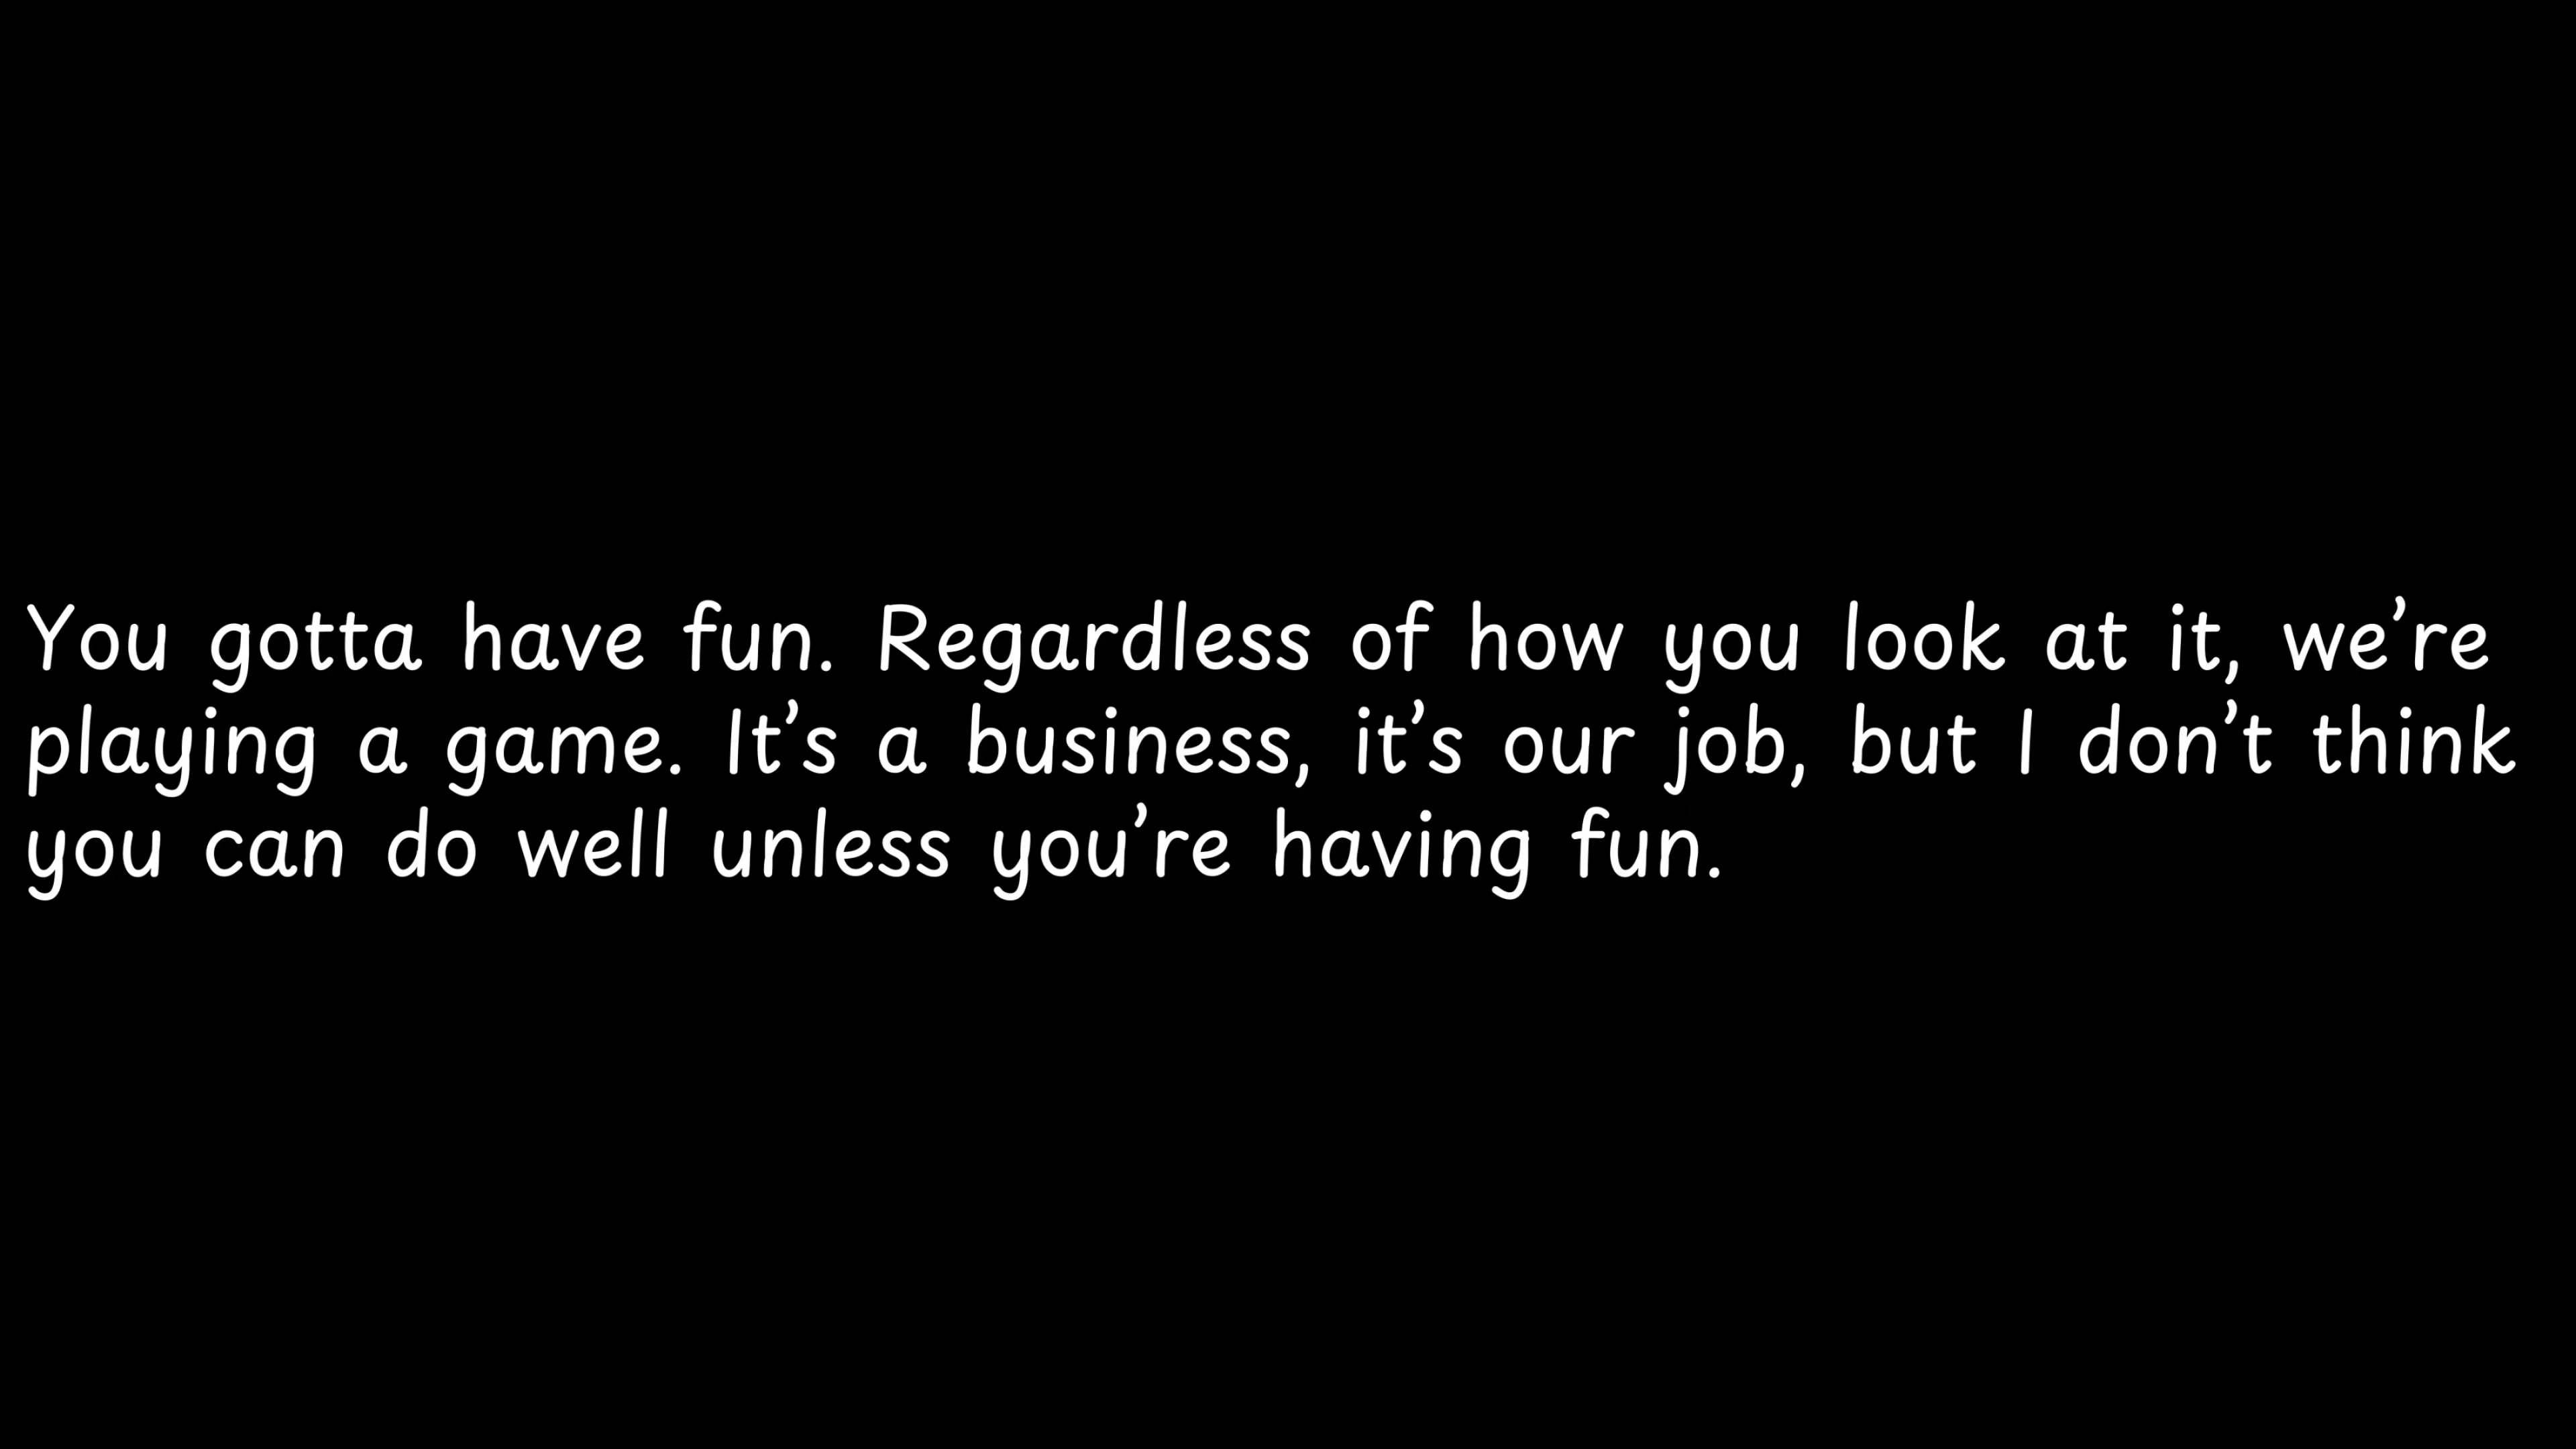 You gotta have fun. Regardless of how you look at it, we’re
playing a game. It’s a business, it’s our job, but I don’t think
you can do well unless you’re having fun.